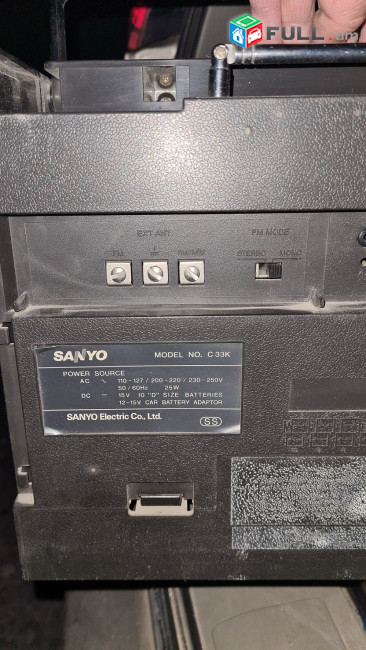 FULL.am
EXT ANT
FM MODE
FM
SW/MW
STEREO
MONO
SANYO
MODEL NO. C 33K
POWER SOURCE
AC ~ 110-127 / 200-220 / 230-250V
50 / 60Hz 25W
DC ⎓ 15V 10 "D" SIZE BATTERIES
12-15V CAR BATTERY ADAPTOR
SANYO Electric Co., Ltd.
SS